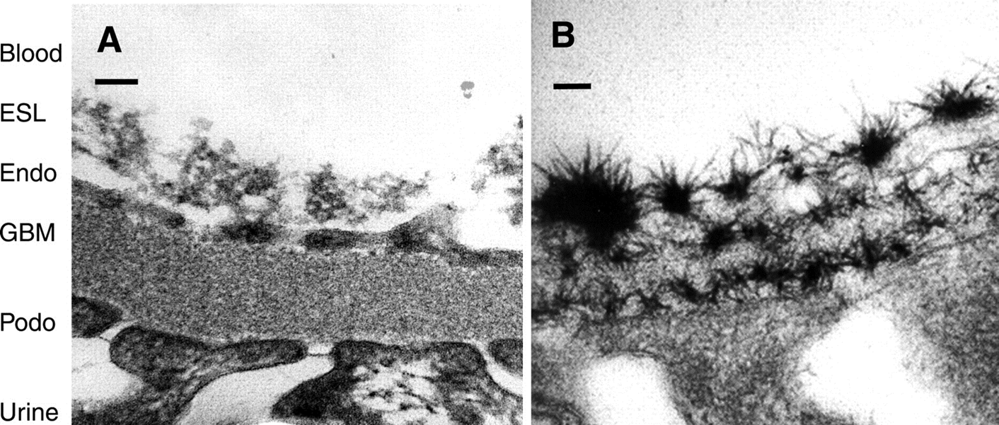 A
B
Blood
ESL
Endo
GBM
Podo
Urine